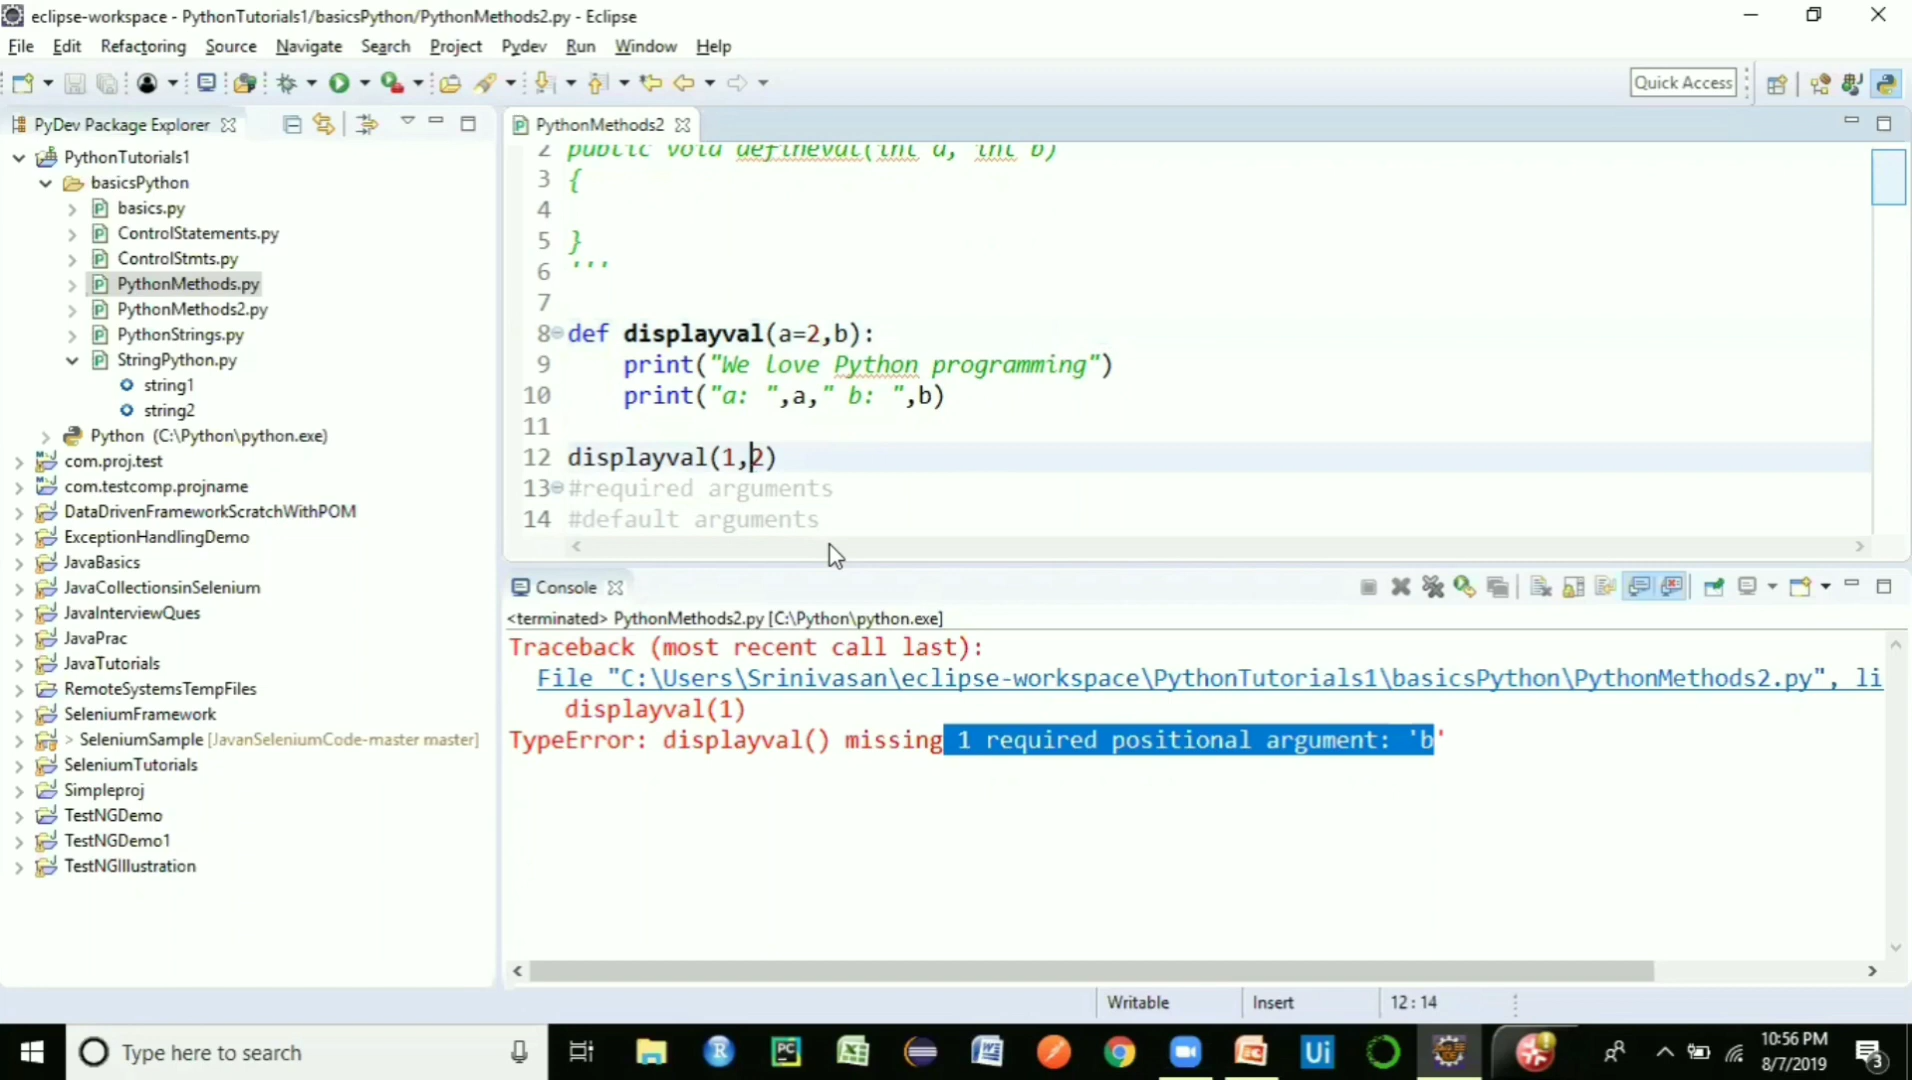 eclipse-workspace - PythonTutorials1/basicsPython/PythonMethods2.py - Eclipse
File Edit Refactoring Source Navigate Search Project Pydev Run Window Help
Quick Access
PyDev Package Explorer
PythonTutorials1
basicsPython
basics.py
ControlStatements.py
ControlStmts.py
PythonMethods.py
PythonMethods2.py
PythonStrings.py
StringPython.py
string1
string2
Python (C:\Python\python.exe)
com.proj.test
com.testcomp.projname
DataDrivenFrameworkScratchWithPOM
ExceptionHandlingDemo
JavaBasics
JavaCollectionsinSelenium
JavaInterviewQues
JavaPrac
JavaTutorials
RemoteSystemsTempFiles
SeleniumFramework
> SeleniumSample [JavanSeleniumCode-master master]
SeleniumTutorials
Simpleproj
TestNGDemo
TestNGDemo1
TestNGIllustration
PythonMethods2
2 public void defineval(int a, int b)
3 {
4
5 }
6 '''
7
8 def displayval(a=2,b):
9 print("We love Python programming")
10 print("a: ",a," b: ",b)
11
12 displayval(1,2)
13 #required arguments
14 #default arguments
Console
<terminated> PythonMethods2.py [C:\Python\python.exe]
Traceback (most recent call last):
File "C:\Users\Srinivasan\eclipse-workspace\PythonTutorials1\basicsPython\PythonMethods2.py", li
displayval(1)
TypeError: displayval() missing 1 required positional argument: 'b'
Writable Insert 12 : 14
Type here to search
R
PC
Ui
10:56 PM
8/7/2019
3